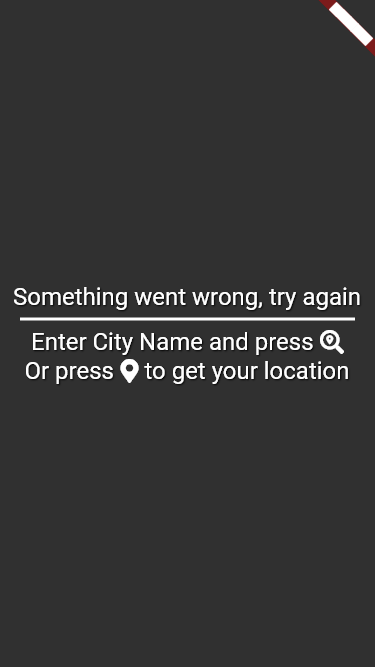 Something went wrong, try again
Enter City Name and press
Or press to get your location